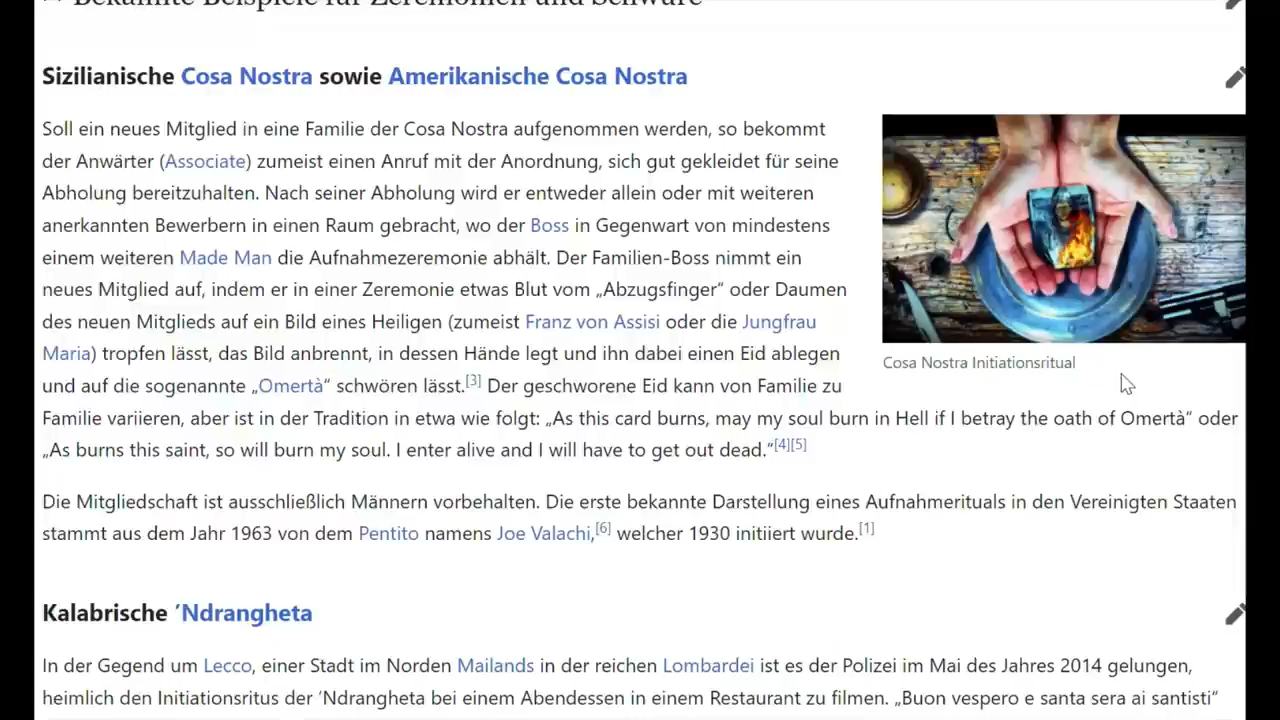 Bekannte Beispiele für Zeremonien und Schwüre
Sizilianische Cosa Nostra sowie Amerikanische Cosa Nostra
Soll ein neues Mitglied in eine Familie der Cosa Nostra aufgenommen werden, so bekommt
der Anwärter (Associate) zumeist einen Anruf mit der Anordnung, sich gut gekleidet für seine
Abholung bereitzuhalten. Nach seiner Abholung wird er entweder allein oder mit weiteren
anerkannten Bewerbern in einen Raum gebracht, wo der Boss in Gegenwart von mindestens
einem weiteren Made Man die Aufnahmezeremonie abhält. Der Familien-Boss nimmt ein
neues Mitglied auf, indem er in einer Zeremonie etwas Blut vom „Abzugsfinger“ oder Daumen
des neuen Mitglieds auf ein Bild eines Heiligen (zumeist Franz von Assisi oder die Jungfrau
Maria) tropfen lässt, das Bild anbrennt, in dessen Hände legt und ihn dabei einen Eid ablegen
und auf die sogenannte „Omertà“ schwören lässt.[3] Der geschworene Eid kann von Familie zu
Familie variieren, aber ist in der Tradition in etwa wie folgt: „As this card burns, may my soul burn in Hell if I betray the oath of Omertà“ oder
„As burns this saint, so will burn my soul. I enter alive and I will have to get out dead.“[4][5]
Cosa Nostra Initiationsritual
Die Mitgliedschaft ist ausschließlich Männern vorbehalten. Die erste bekannte Darstellung eines Aufnahmerituals in den Vereinigten Staaten
stammt aus dem Jahr 1963 von dem Pentito namens Joe Valachi,[6] welcher 1930 initiiert wurde.[1]
Kalabrische ’Ndrangheta
In der Gegend um Lecco, einer Stadt im Norden Mailands in der reichen Lombardei ist es der Polizei im Mai des Jahres 2014 gelungen,
heimlich den Initiationsritus der ’Ndrangheta bei einem Abendessen in einem Restaurant zu filmen. „Buon vespero e santa sera ai santisti“